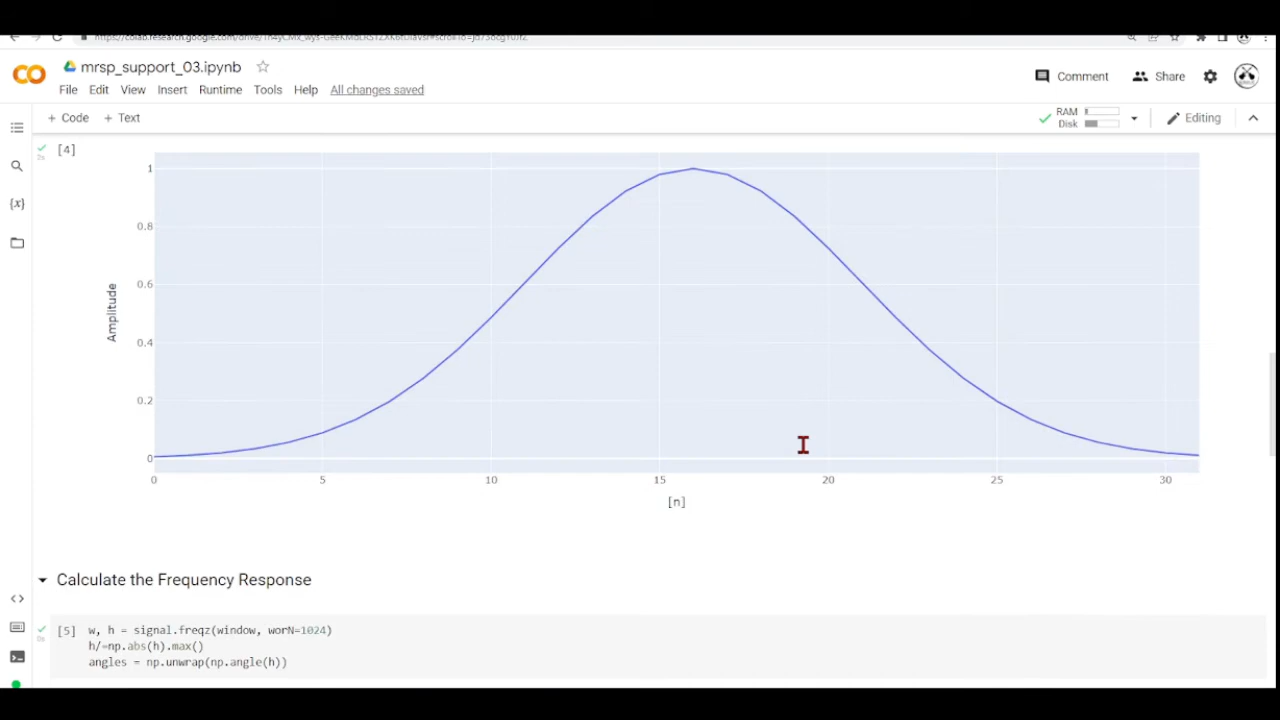 mrsp_support_03.ipynb
Comment
Share
File Edit View Insert Runtime Tools Help All changes saved
+ Code + Text
RAM
Disk
Editing
[4]
1
0.8
0.6
0.4
0.2
0
Amplitude
0 5 10 15 20 25 30
[n]
Calculate the Frequency Response
[5] w, h = signal.freqz(window, worN=1024)
h/=np.abs(h).max()
angles = np.unwrap(np.angle(h))